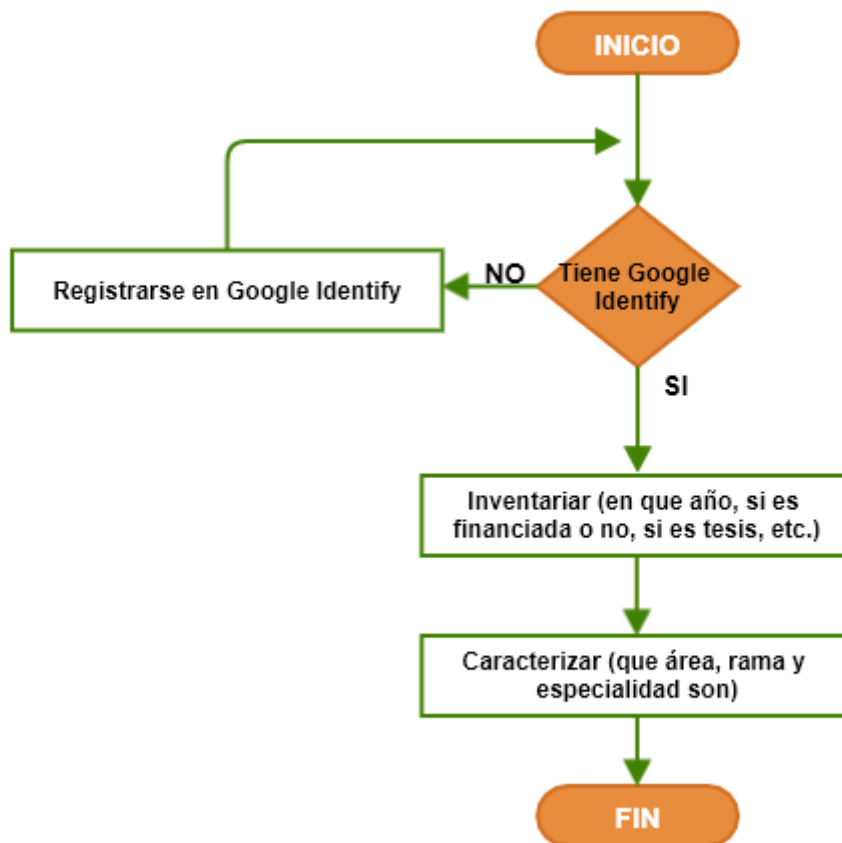 INICIO
Tiene Google
Identify
NO
Registrarse en Google Identify
SI
Inventariar (en que año, si es
financiada o no, si es tesis, etc.)
Caracterizar (que área, rama y
especialidad son)
FIN